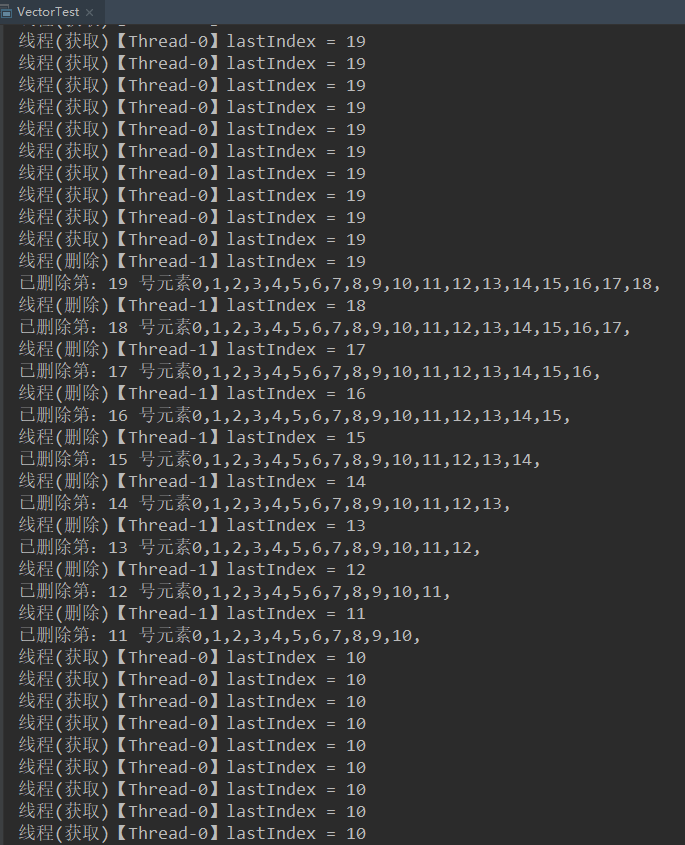 VectorTest ×
线程(获取)【Thread-0】lastIndex = 19
线程(获取)【Thread-0】lastIndex = 19
线程(获取)【Thread-0】lastIndex = 19
线程(获取)【Thread-0】lastIndex = 19
线程(获取)【Thread-0】lastIndex = 19
线程(获取)【Thread-0】lastIndex = 19
线程(获取)【Thread-0】lastIndex = 19
线程(获取)【Thread-0】lastIndex = 19
线程(获取)【Thread-0】lastIndex = 19
线程(获取)【Thread-0】lastIndex = 19
线程(删除)【Thread-1】lastIndex = 19
已删除第: 19 号元素0,1,2,3,4,5,6,7,8,9,10,11,12,13,14,15,16,17,18,
线程(删除)【Thread-1】lastIndex = 18
已删除第: 18 号元素0,1,2,3,4,5,6,7,8,9,10,11,12,13,14,15,16,17,
线程(删除)【Thread-1】lastIndex = 17
已删除第: 17 号元素0,1,2,3,4,5,6,7,8,9,10,11,12,13,14,15,16,
线程(删除)【Thread-1】lastIndex = 16
已删除第: 16 号元素0,1,2,3,4,5,6,7,8,9,10,11,12,13,14,15,
线程(删除)【Thread-1】lastIndex = 15
已删除第: 15 号元素0,1,2,3,4,5,6,7,8,9,10,11,12,13,14,
线程(删除)【Thread-1】lastIndex = 14
已删除第: 14 号元素0,1,2,3,4,5,6,7,8,9,10,11,12,13,
线程(删除)【Thread-1】lastIndex = 13
已删除第: 13 号元素0,1,2,3,4,5,6,7,8,9,10,11,12,
线程(删除)【Thread-1】lastIndex = 12
已删除第: 12 号元素0,1,2,3,4,5,6,7,8,9,10,11,
线程(删除)【Thread-1】lastIndex = 11
已删除第: 11 号元素0,1,2,3,4,5,6,7,8,9,10,
线程(获取)【Thread-0】lastIndex = 10
线程(获取)【Thread-0】lastIndex = 10
线程(获取)【Thread-0】lastIndex = 10
线程(获取)【Thread-0】lastIndex = 10
线程(获取)【Thread-0】lastIndex = 10
线程(获取)【Thread-0】lastIndex = 10
线程(获取)【Thread-0】lastIndex = 10
线程(获取)【Thread-0】lastIndex = 10
线程(获取)【Thread-0】lastIndex = 10